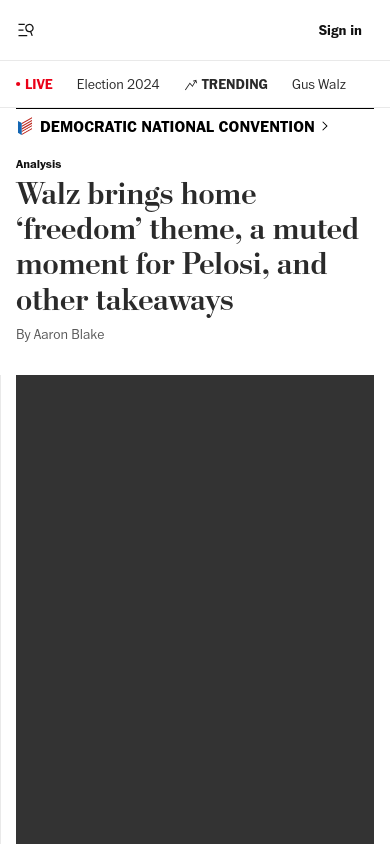 Sign in
LIVE
Election 2024
TRENDING
Gus Walz
DEMOCRATIC NATIONAL CONVENTION
Analysis
Walz brings home
‘freedom’ theme, a muted
moment for Pelosi, and
other takeaways
By Aaron Blake